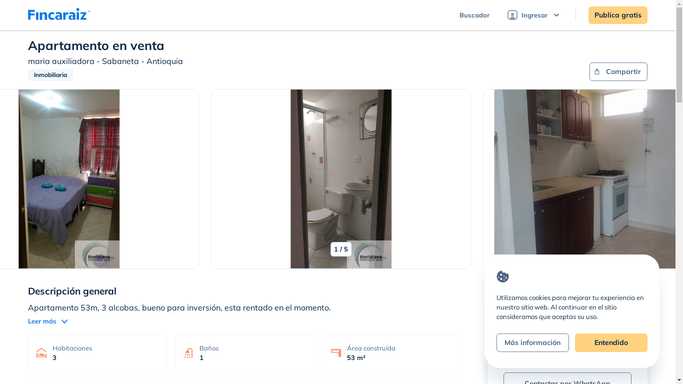 Fincaraiz
Buscador
Ingresar
Publica gratis
Apartamento en venta
maria auxiliadora - Sabaneta - Antioquia
Inmobiliaria
Compartir
1 / 5
Descripción general
Apartamento 53m, 3 alcobas, bueno para inversión, esta rentado en el momento.
Leer más
Habitaciones
3
Baños
1
Área construida
53 m²
Utilizamos cookies para mejorar tu experiencia en
nuestro sitio web. Al continuar en el sitio
consideramos que aceptas su uso.
Más información
Entendido
Contactar por WhatsApp